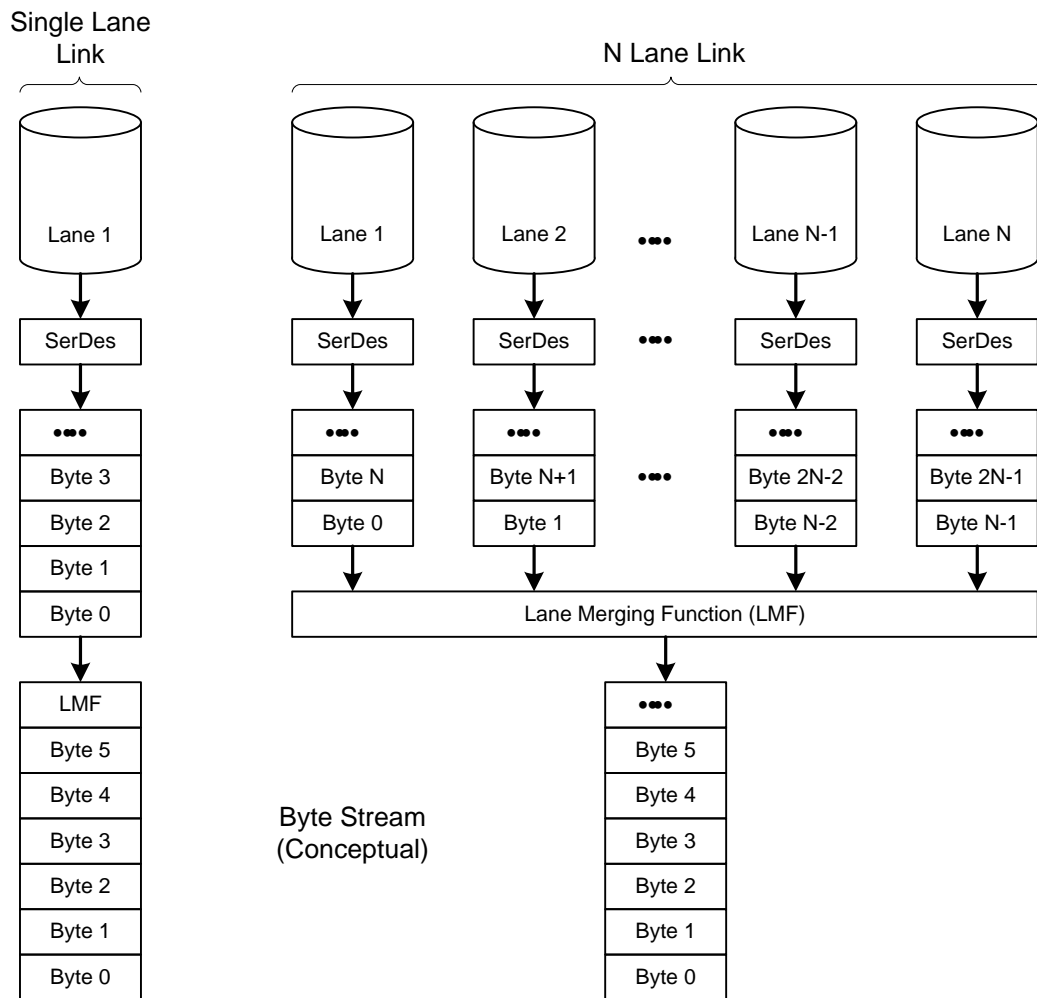 Single Lane
Link
N Lane Link
Lane 1
Lane 1
Lane 2
••••
Lane N-1
Lane N
SerDes
SerDes
SerDes
••••
SerDes
SerDes
••••
••••
••••
••••
••••
Byte 3
Byte N
Byte N+1
••••
Byte 2N-2
Byte 2N-1
Byte 2
Byte 0
Byte 1
Byte N-2
Byte N-1
Byte 1
Byte 0
Lane Merging Function (LMF)
LMF
••••
Byte 5
Byte 5
Byte 4
Byte 4
Byte Stream
(Conceptual)
Byte 3
Byte 3
Byte 2
Byte 2
Byte 1
Byte 1
Byte 0
Byte 0